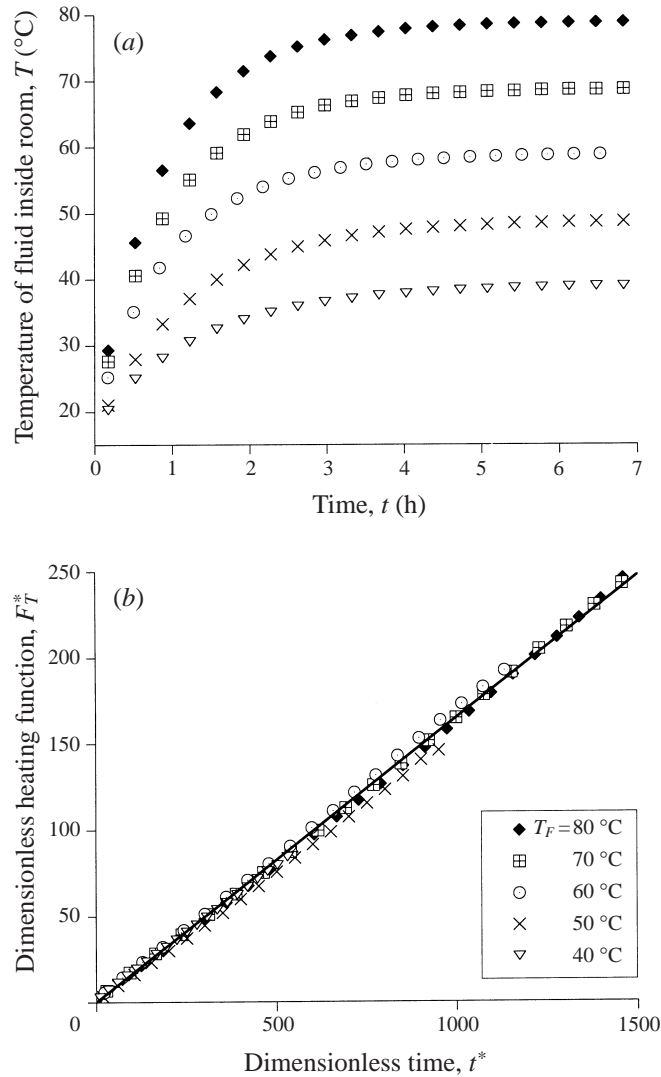 (a)
Temperature of fluid inside room, T (°C)
80
70
60
50
40
30
20
0 1 2 3 4 5 6 7
Time, t (h)
(b)
Dimensionless heating function, F*T
250
200
150
100
50
0 500 1000 1500
T_F = 80 °C
70 °C
60 °C
50 °C
40 °C
Dimensionless time, t*